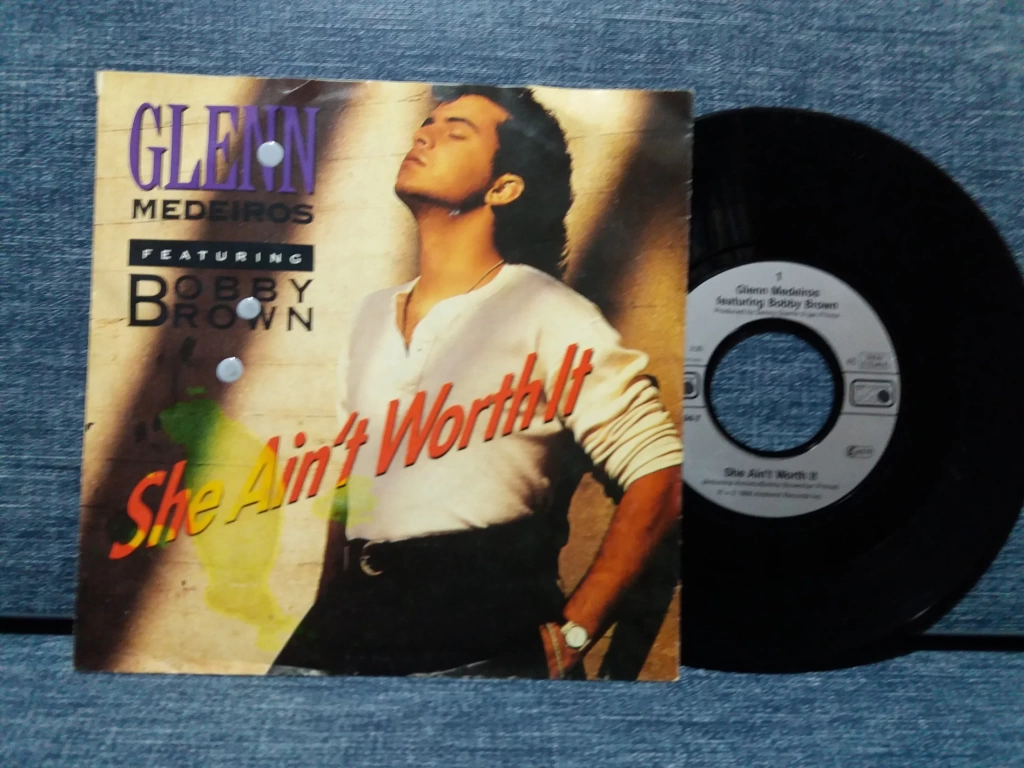 GLENN
MEDEIROS
FEATURING
BOBBY
BROWN
She Ain't Worth It
1
Glenn Medeiros
featuring Bobby Brown
She Ain't Worth It